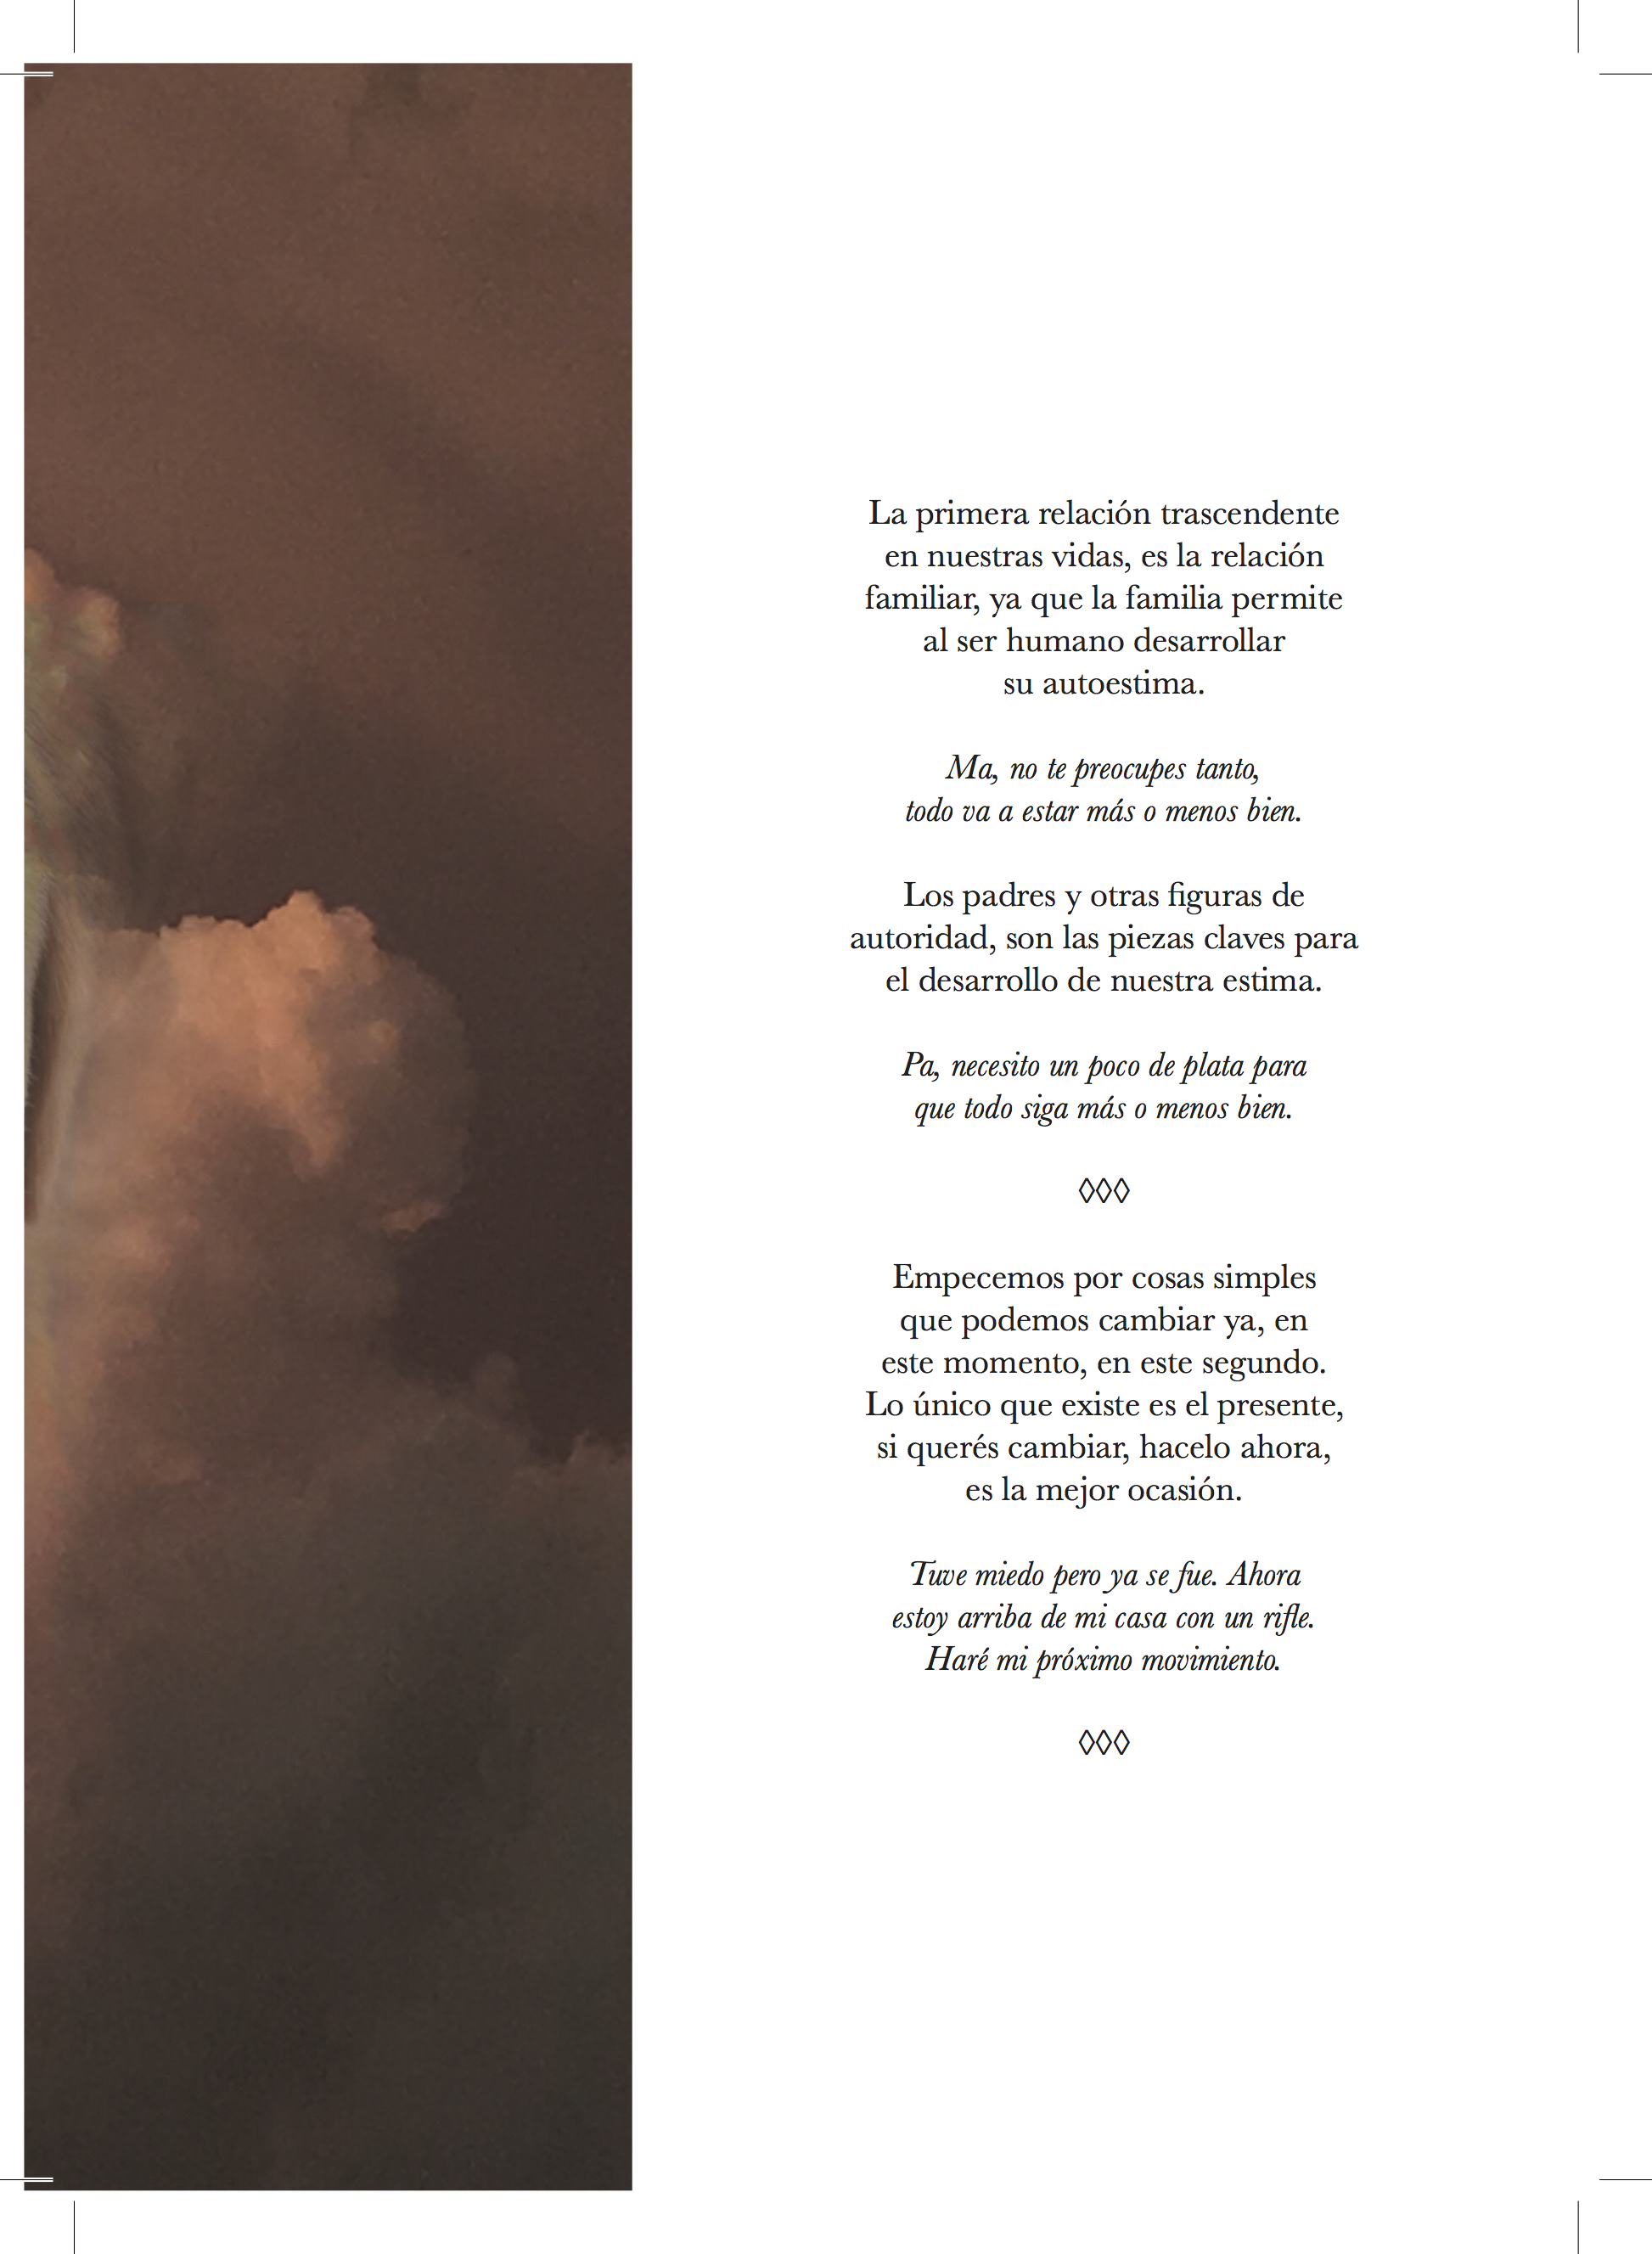 La primera relación trascendente
en nuestras vidas, es la relación
familiar, ya que la familia permite
al ser humano desarrollar
su autoestima.
Ma, no te preocupes tanto,
todo va a estar más o menos bien.
Los padres y otras figuras de
autoridad, son las piezas claves para
el desarrollo de nuestra estima.
Pa, necesito un poco de plata para
que todo siga más o menos bien.
◊◊◊
Empecemos por cosas simples
que podemos cambiar ya, en
este momento, en este segundo.
Lo único que existe es el presente,
si querés cambiar, hacelo ahora,
es la mejor ocasión.
Tuve miedo pero ya se fue. Ahora
estoy arriba de mi casa con un rifle.
Haré mi próximo movimiento.
◊◊◊